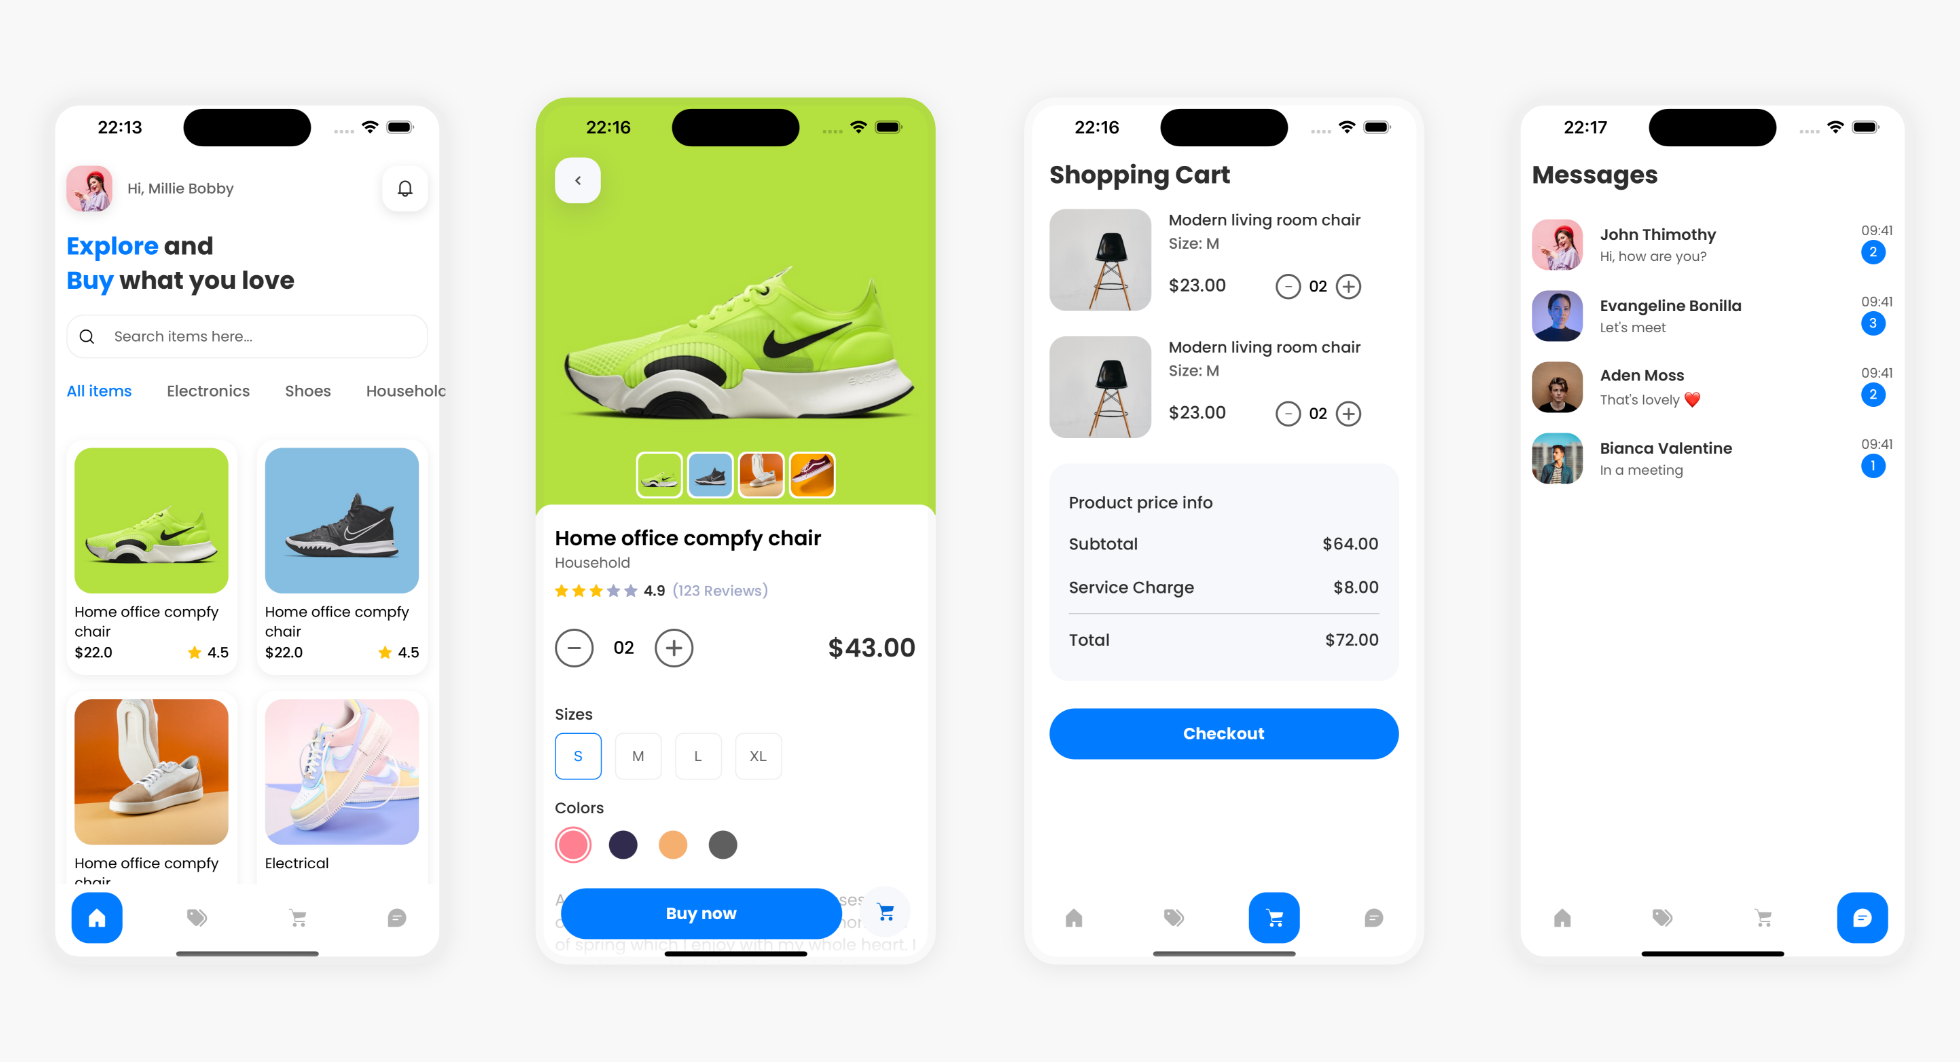 22:13
Hi, Millie Bobby
Explore and
Buy what you love
Search items here...
All items Electronics Shoes Household
Home office compfy
chair
$22.0 4.5
Home office compfy
chair
$22.0 4.5
Home office compfy
chair
Electrical
22:16
Home office compfy chair
Household
4.9 (123 Reviews)
02
$43.00
Sizes
S M L XL
Colors
Buy now
of spring which I enjoy with my whole heart. I
22:16
Shopping Cart
Modern living room chair
Size: M
$23.00 - 02 +
Modern living room chair
Size: M
$23.00 - 02 +
Product price info
Subtotal $64.00
Service Charge $8.00
Total $72.00
Checkout
22:17
Messages
John Thimothy 09:41
Hi, how are you? 2
Evangeline Bonilla 09:41
Let's meet 3
Aden Moss 09:41
That's lovely ❤️ 2
Bianca Valentine 09:41
In a meeting 1